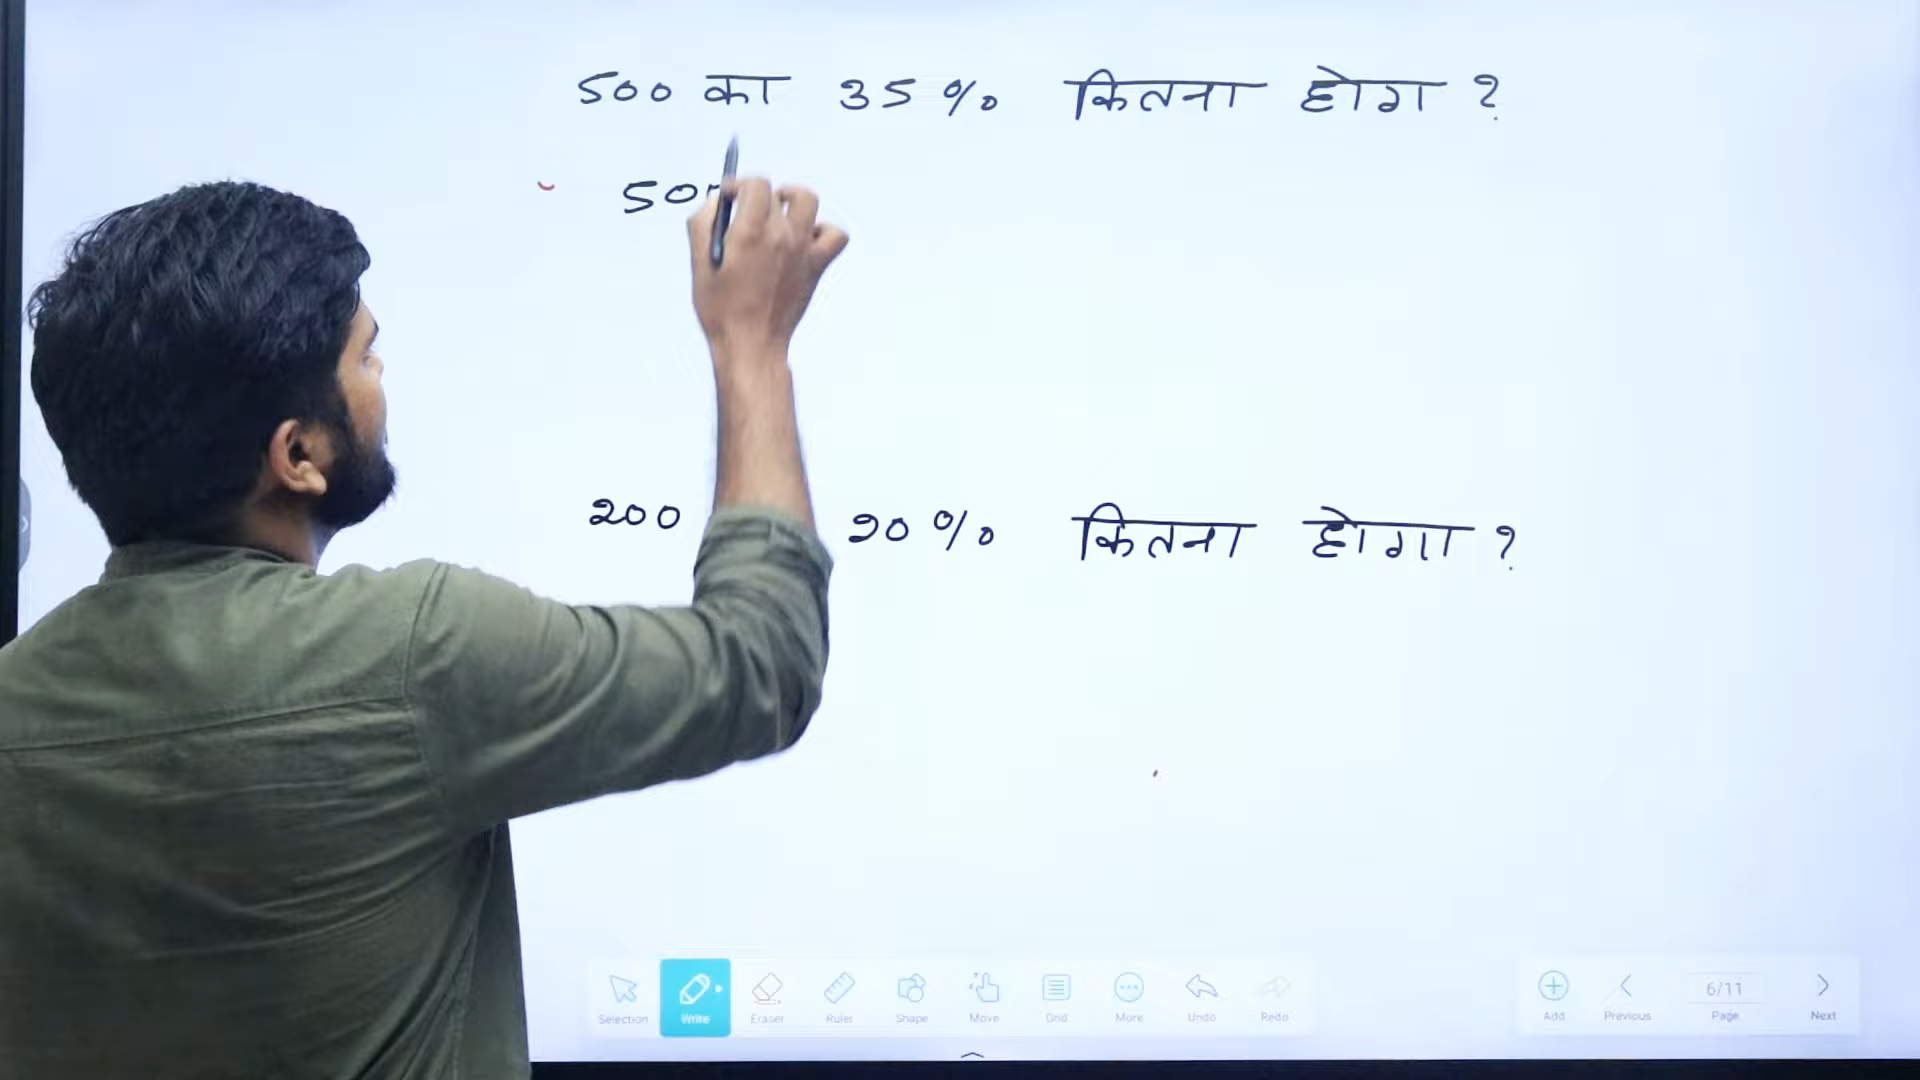 500 का 35% कितना होगा ?
50
200 20% कितना होगा ?
Selection Write Eraser Ruler Shape Move Grid More Undo Redo
Add Previous 6/11 Page Next